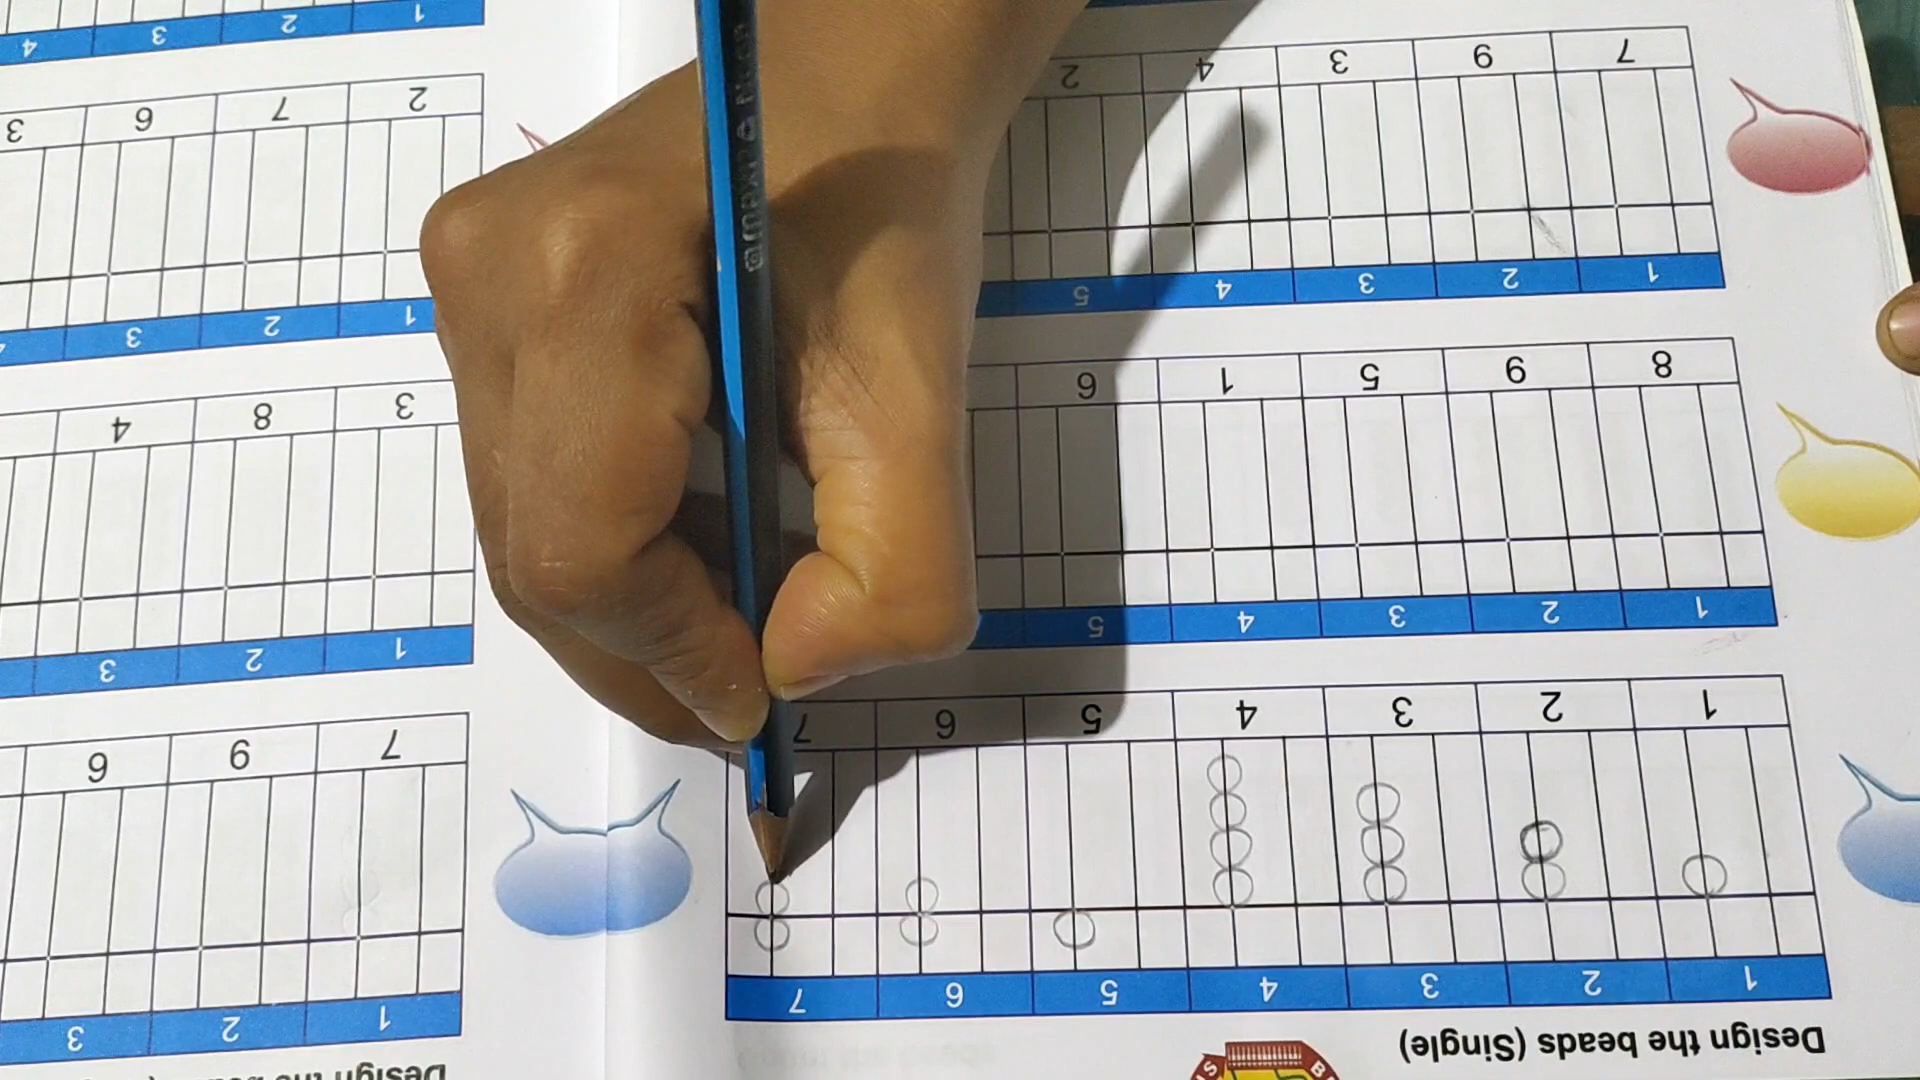 Design the beads (Single)
1 2 3 4 5 6 7
1 2 3 4 5 6 7
1 2 3 4 5
8 9 5 1 6
1 2 3 4 5
7 9 3 4 2
1 2 3
7 9 6
1 2 3
3 8 4
1 2 3
2 7 6 3
1 2 3 4